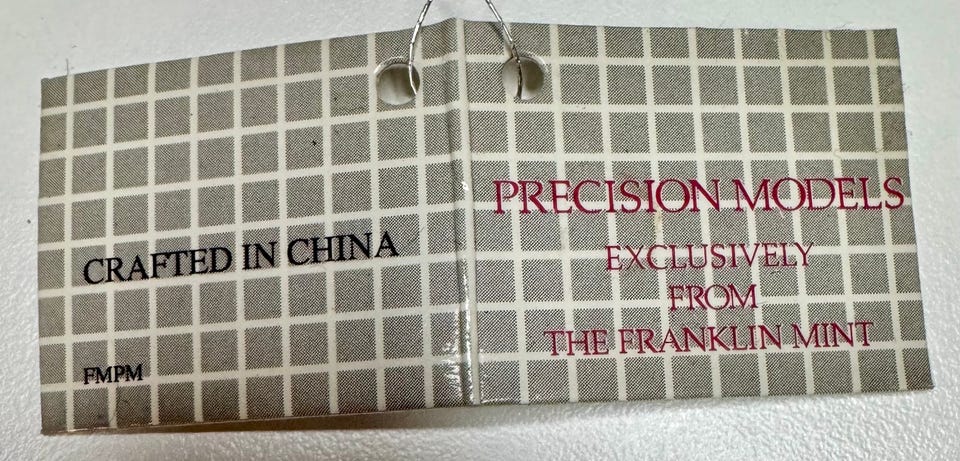 CRAFTED IN CHINA
FMPM
PRECISION MODELS
EXCLUSIVELY
FROM
THE FRANKLIN MINT